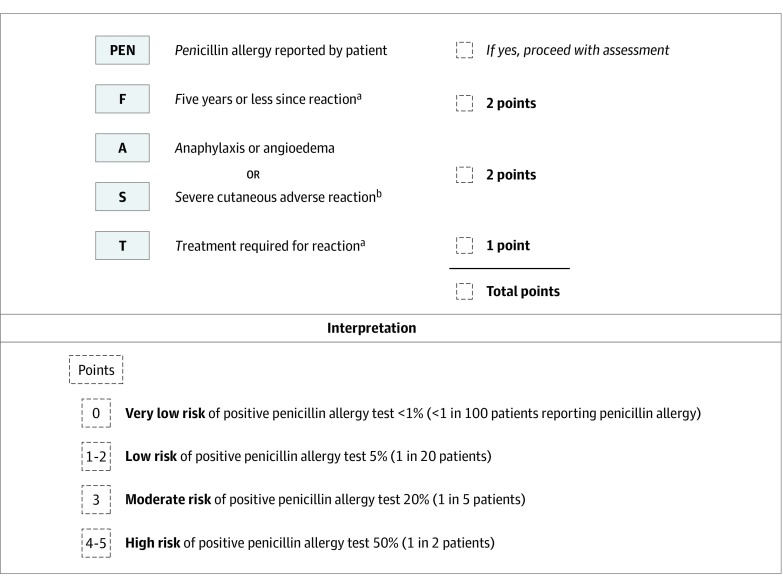 PEN Penicillin allergy reported by patient If yes, proceed with assessment
F Five years or less since reactionᵃ 2 points
A Anaphylaxis or angioedema
OR
2 points
S Severe cutaneous adverse reactionᵇ
T Treatment required for reactionᵃ 1 point
Total points
Interpretation
Points
0 Very low risk of positive penicillin allergy test <1% (<1 in 100 patients reporting penicillin allergy)
1-2 Low risk of positive penicillin allergy test 5% (1 in 20 patients)
3 Moderate risk of positive penicillin allergy test 20% (1 in 5 patients)
4-5 High risk of positive penicillin allergy test 50% (1 in 2 patients)